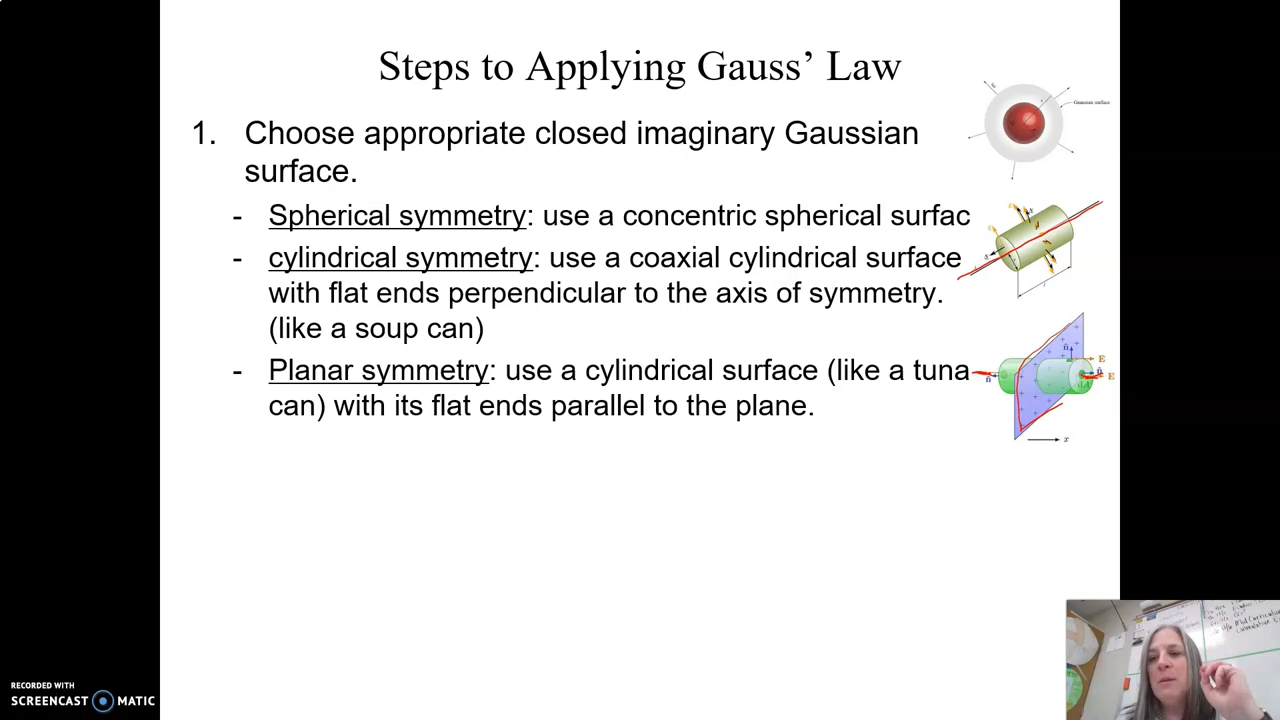 Steps to Applying Gauss’ Law
1. Choose appropriate closed imaginary Gaussian
surface.
- Spherical symmetry: use a concentric spherical surfac
- cylindrical symmetry: use a coaxial cylindrical surface
with flat ends perpendicular to the axis of symmetry.
(like a soup can)
- Planar symmetry: use a cylindrical surface (like a tuna
can) with its flat ends parallel to the plane.
Gaussian surface
n̂
E
n̂
n̂
E
x
RECORDED WITH
SCREENCAST MATIC